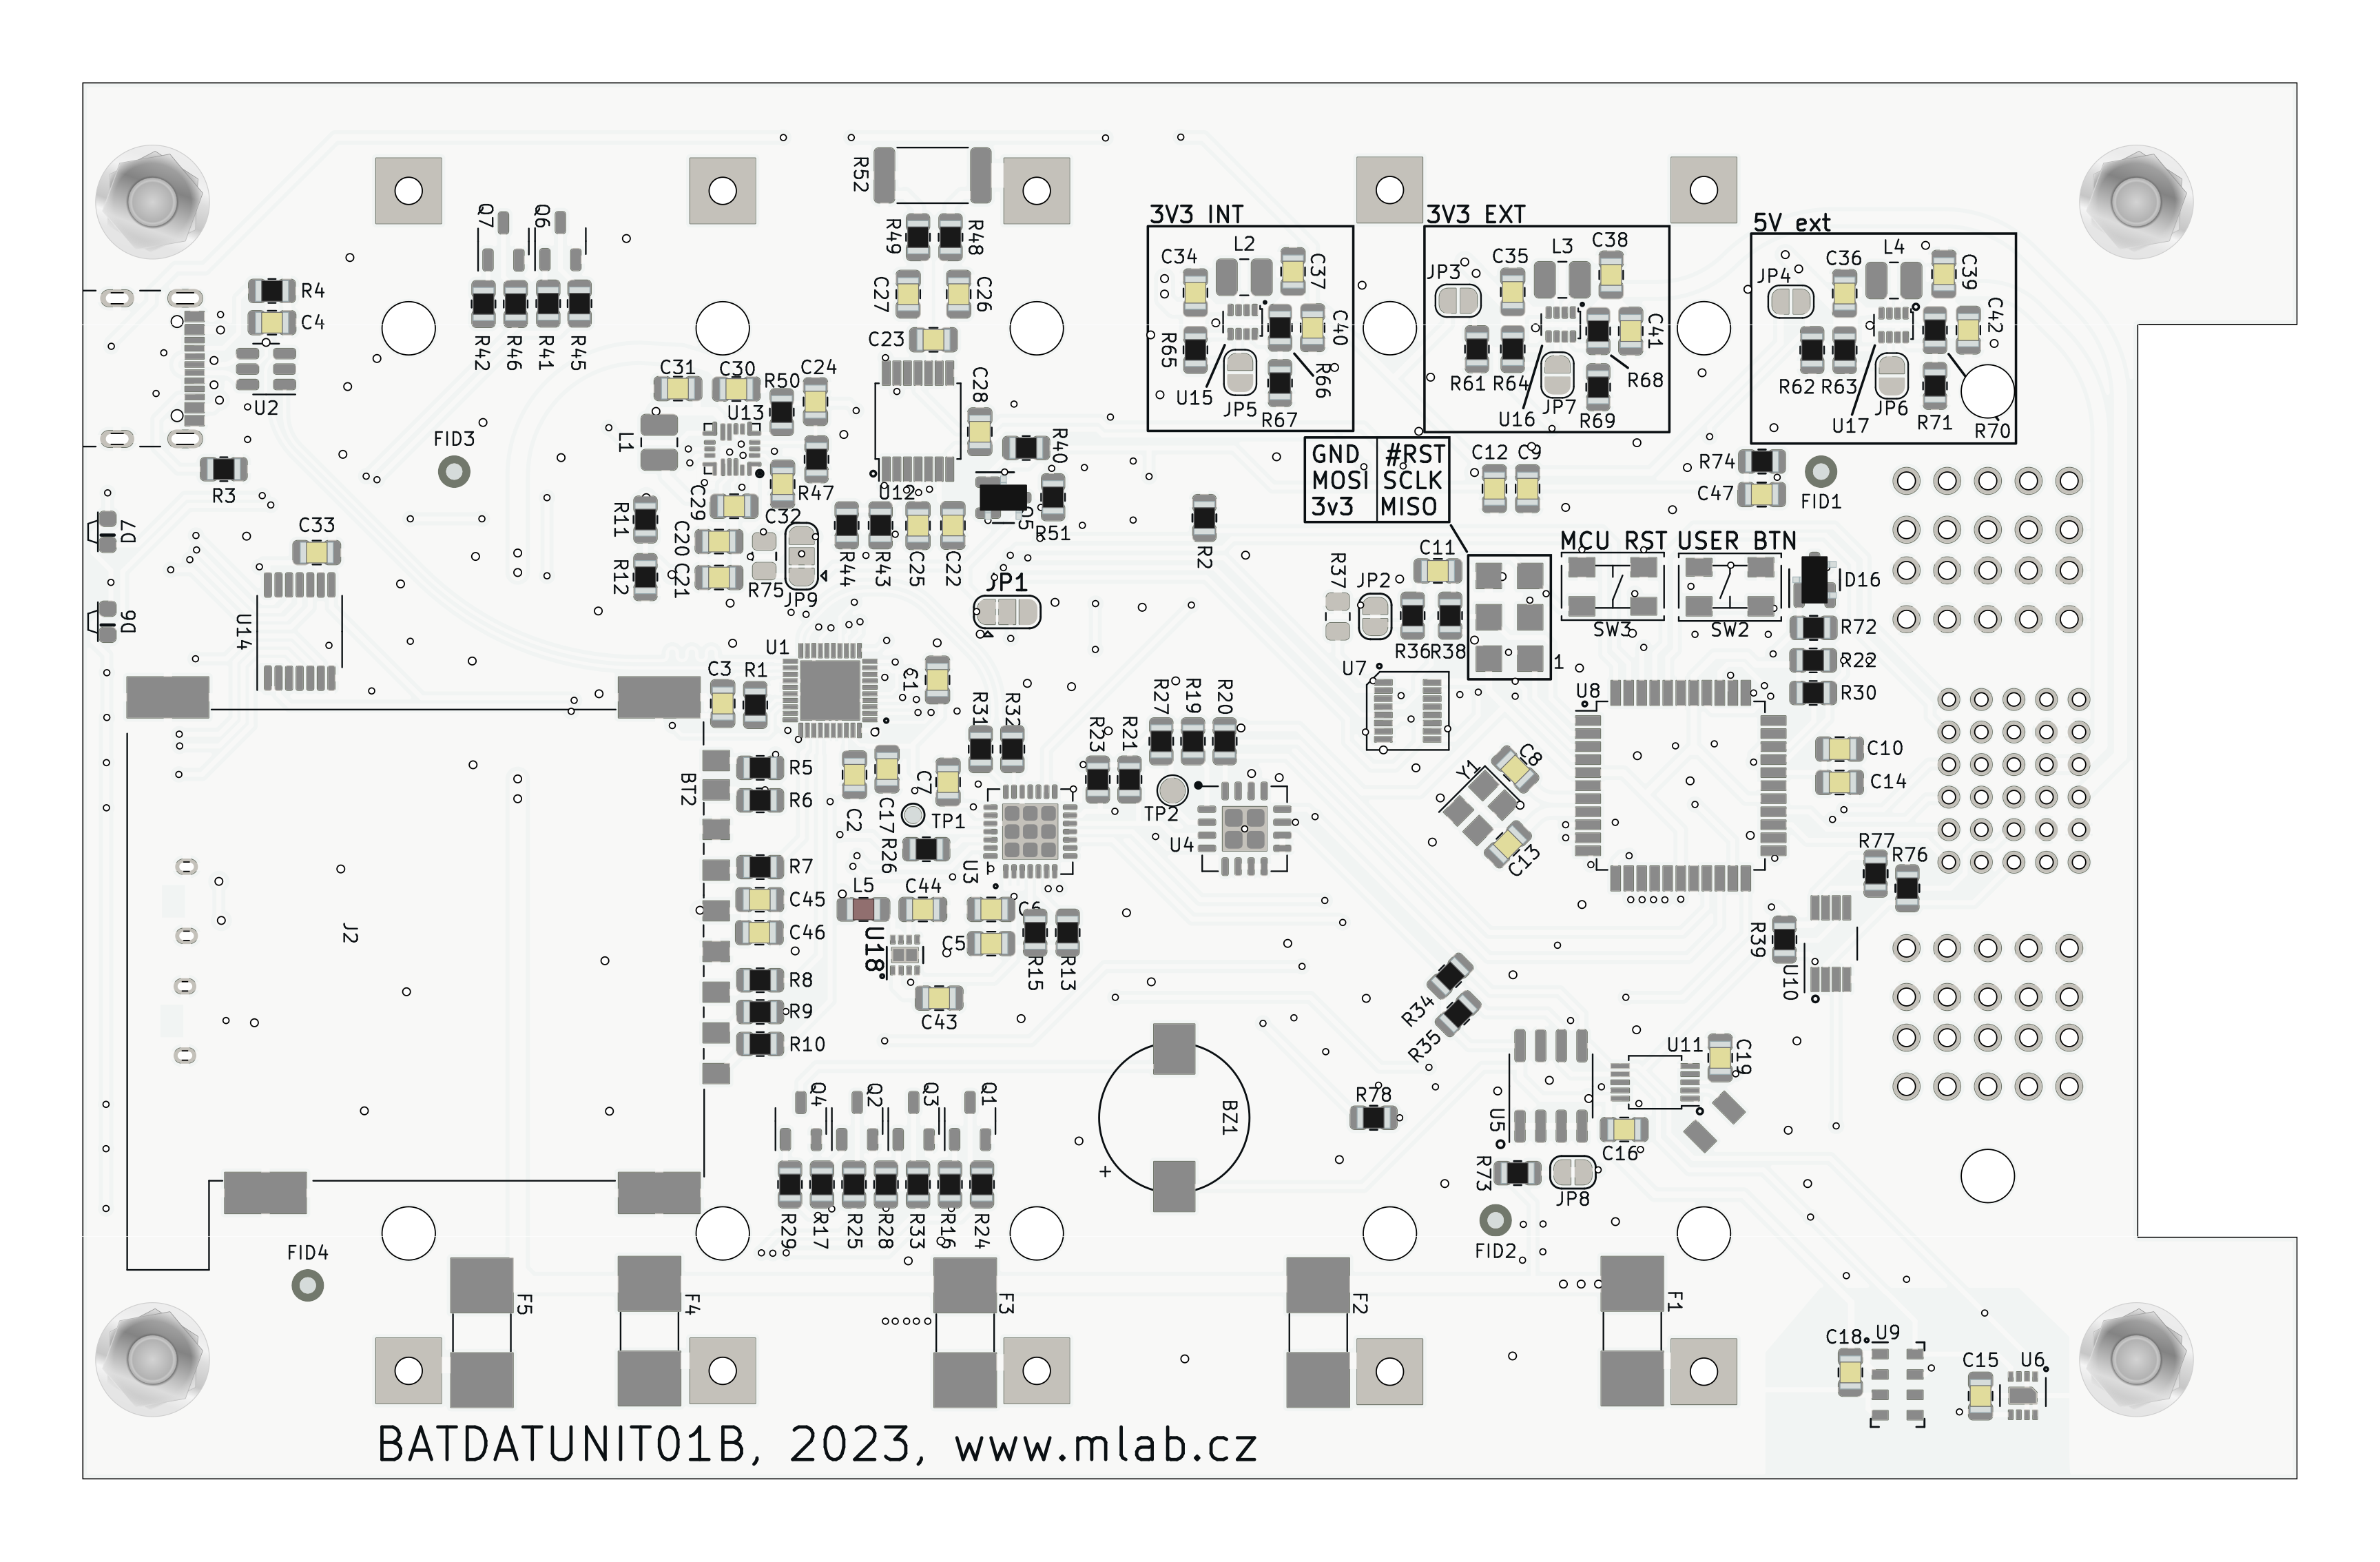 3V3 INT
3V3 EXT
5V ext
R52
Q7
Q6
R49
R48
C34
L2
C37
JP3
C35
L3
C38
JP4
C36
L4
C39
R4
C4
C27
C26
R42
R46
R41
R45
C23
R65
C40
R61
R64
C41
R62
R63
C42
U2
U15
JP5
R66
R67
U16
JP7
R68
R69
U17
JP6
R71
R70
C31
C30
R50
C24
C28
FID3
L1
U13
R40
GND #RST
MOSI SCLK
3v3 MISO
C12
C9
R74
C47
FID1
R3
C29
R47
U12
R51
R2
D7
C33
R11
C20
C32
R12
C21
R75
JP9
R44
R43
C25
C22
JP1
MCU RST
USER BTN
C11
R37
JP2
R36
R38
1
SW3
SW2
D16
R72
R22
R30
D6
U14
U1
C3
R1
C1
U7
U8
R31
R32
R27
R19
R20
R23
R21
BT2
R5
R6
C2
C17
C7
TP1
TP2
Y1
C8
C13
C10
C14
R26
U3
U4
R7
C45
C46
L5
C44
C6
C5
U18
R15
R13
R77
R76
R39
U10
J2
R8
R9
R10
C43
R34
R35
U11
C19
Q4
Q2
Q3
Q1
BZ1
+
R78
U5
C16
R73
JP8
R29
R17
R25
R28
R33
R16
R24
FID2
FID4
F5
F4
F3
F2
F1
C18
U9
C15
U6
BATDATUNIT01B, 2023, www.mlab.cz